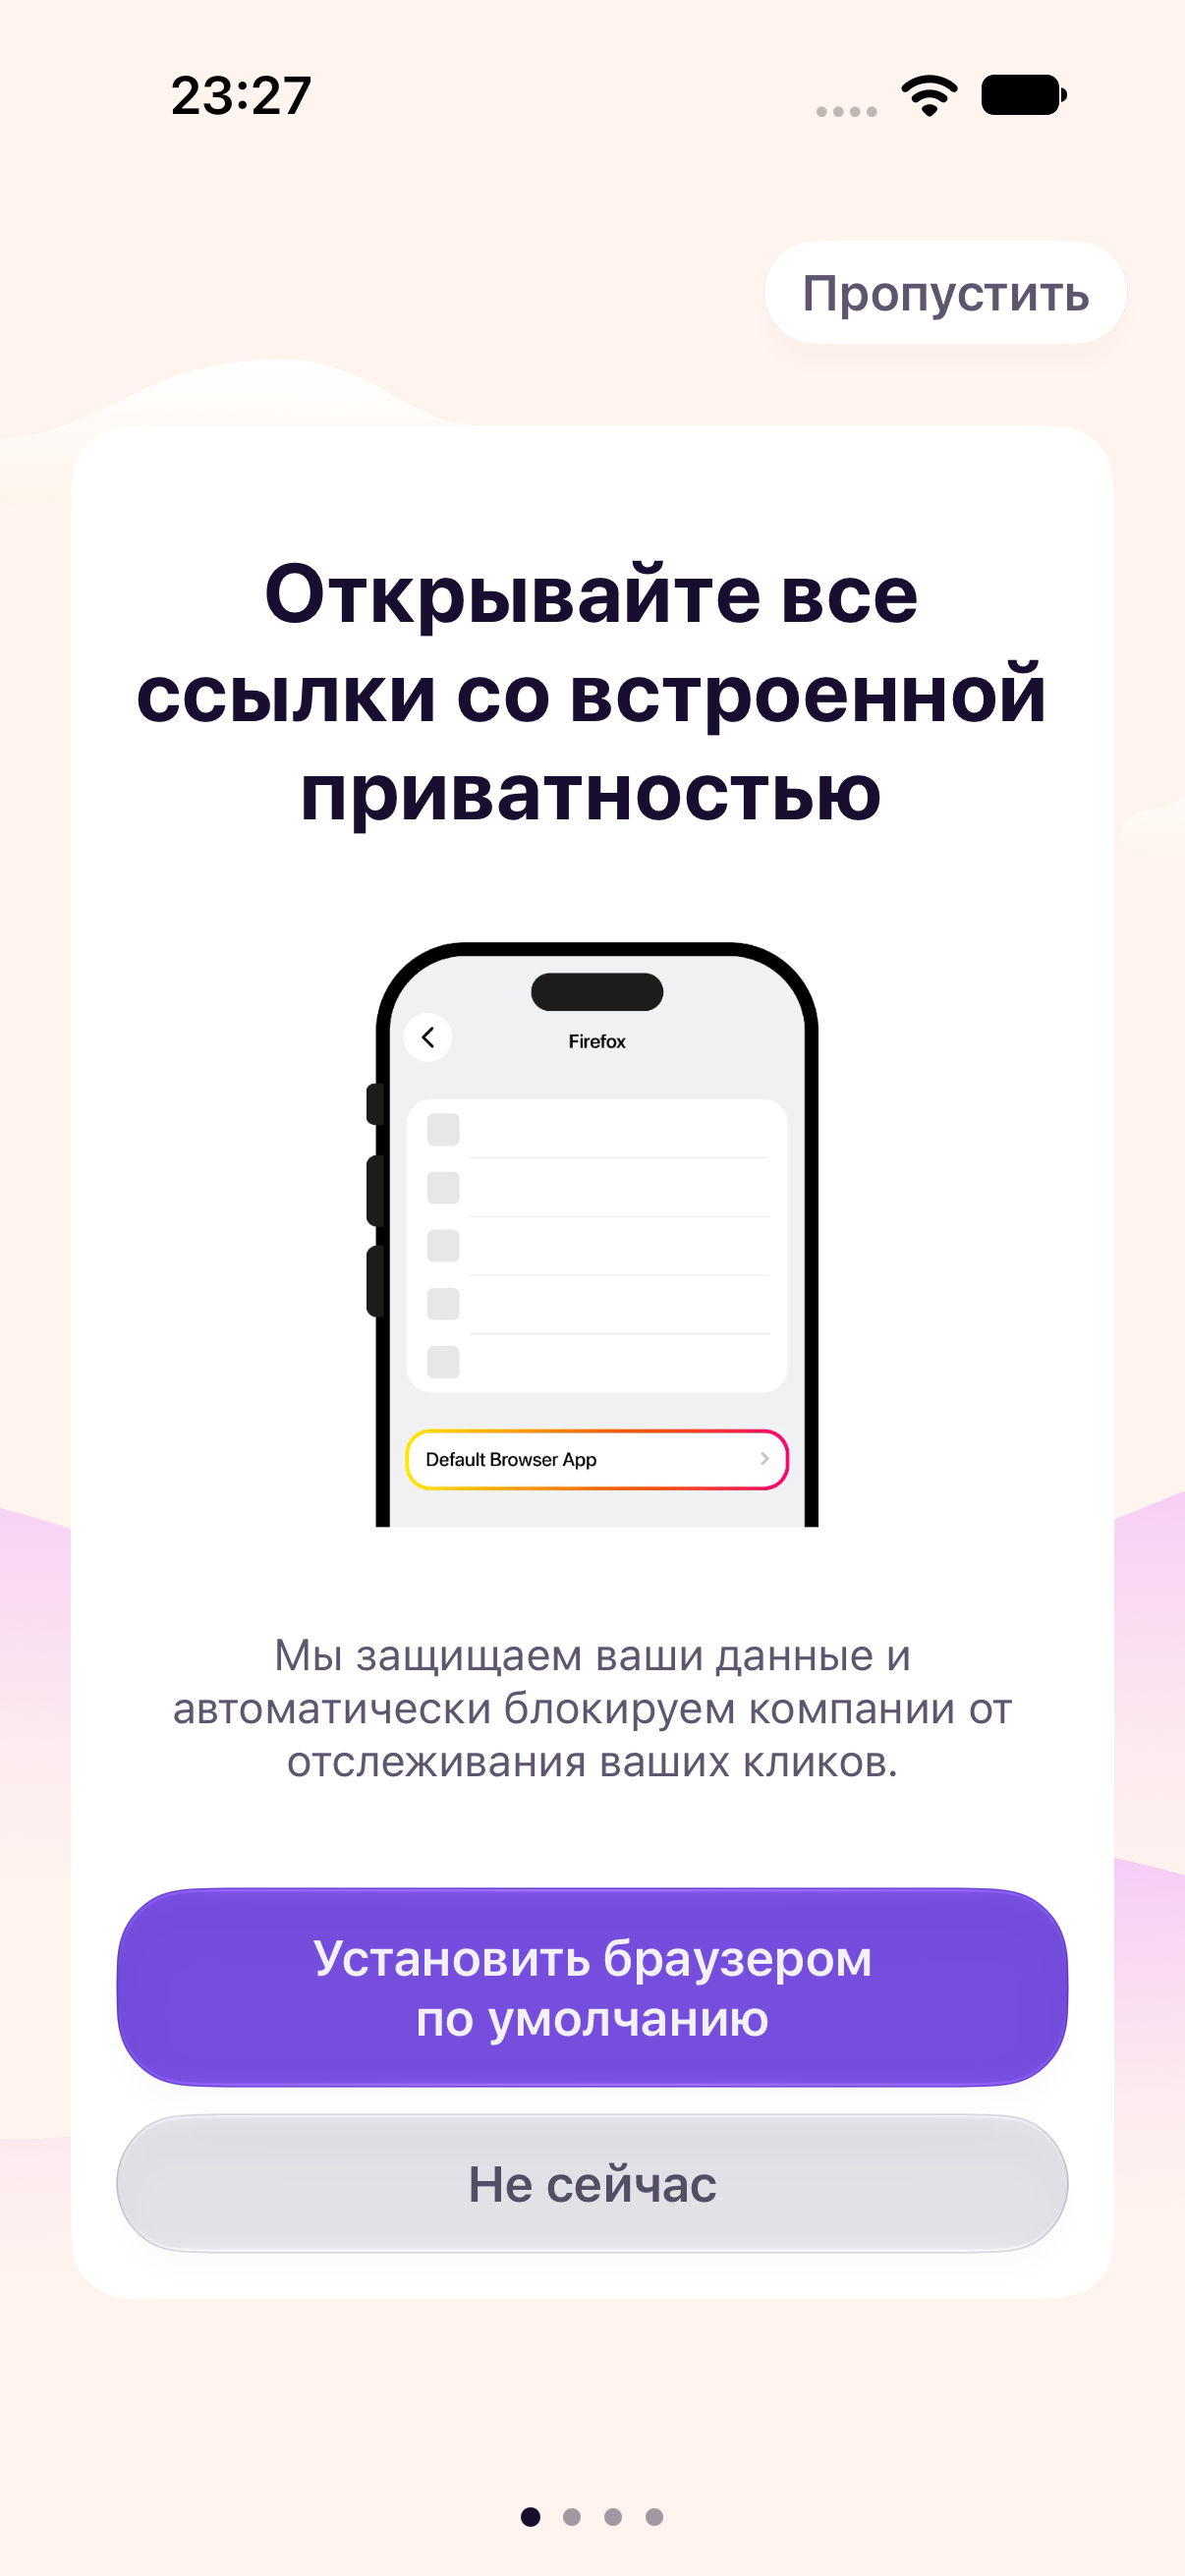 23:27
Пропустить
Открывайте все
ссылки со встроенной
приватностью
Firefox
Default Browser App
Мы защищаем ваши данные и
автоматически блокируем компании от
отслеживания ваших кликов.
Установить браузером
по умолчанию
Не сейчас